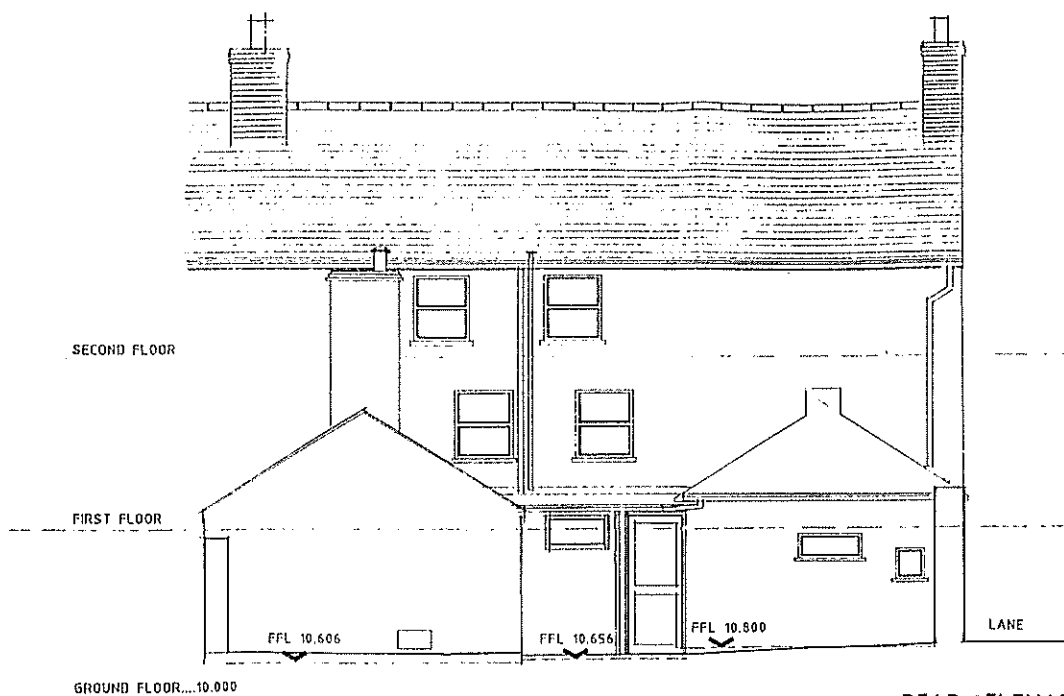 SECOND FLOOR
FIRST FLOOR
FFL 10,606
FFL 10,656
FFL 10.800
LANE
GROUND FLOOR....10.000